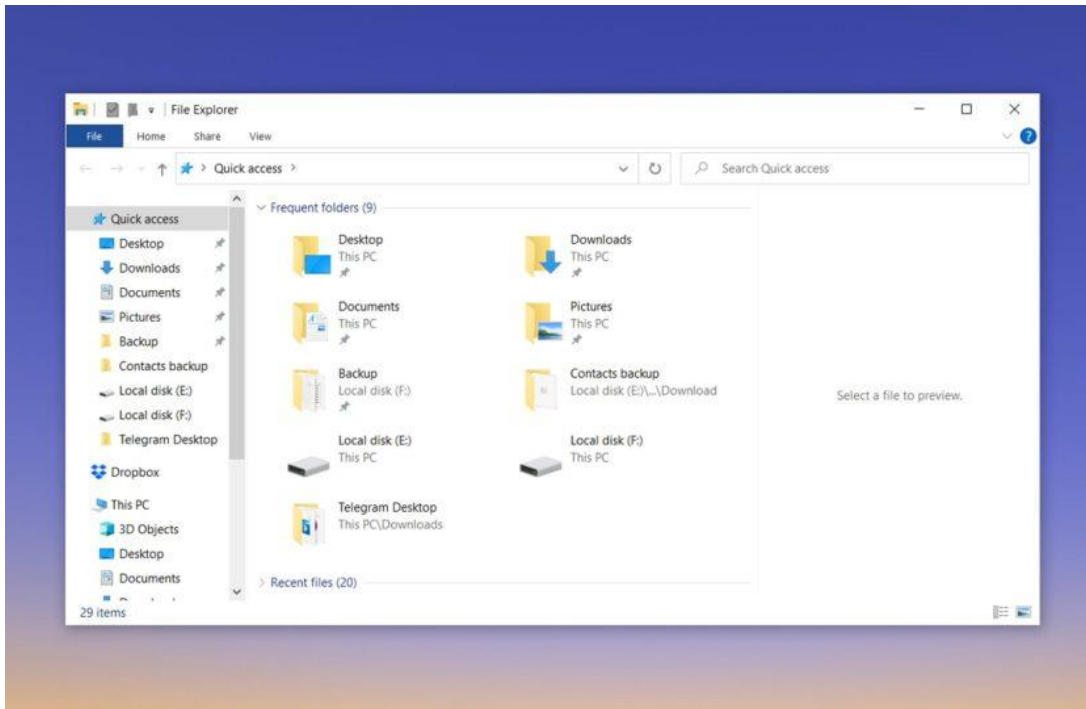 File Explorer
File Home Share View
Quick access
Search Quick access
Quick access
Desktop
Downloads
Documents
Pictures
Backup
Contacts backup
Local disk (E:)
Local disk (F:)
Telegram Desktop
Dropbox
This PC
3D Objects
Desktop
Documents
Frequent folders (9)
Desktop
This PC
Downloads
This PC
Documents
This PC
Pictures
This PC
Backup
Local disk (F:)
Contacts backup
Local disk (E:)\...\Download
Local disk (E:)
This PC
Local disk (F:)
This PC
Telegram Desktop
This PC\Downloads
Recent files (20)
Select a file to preview.
29 items